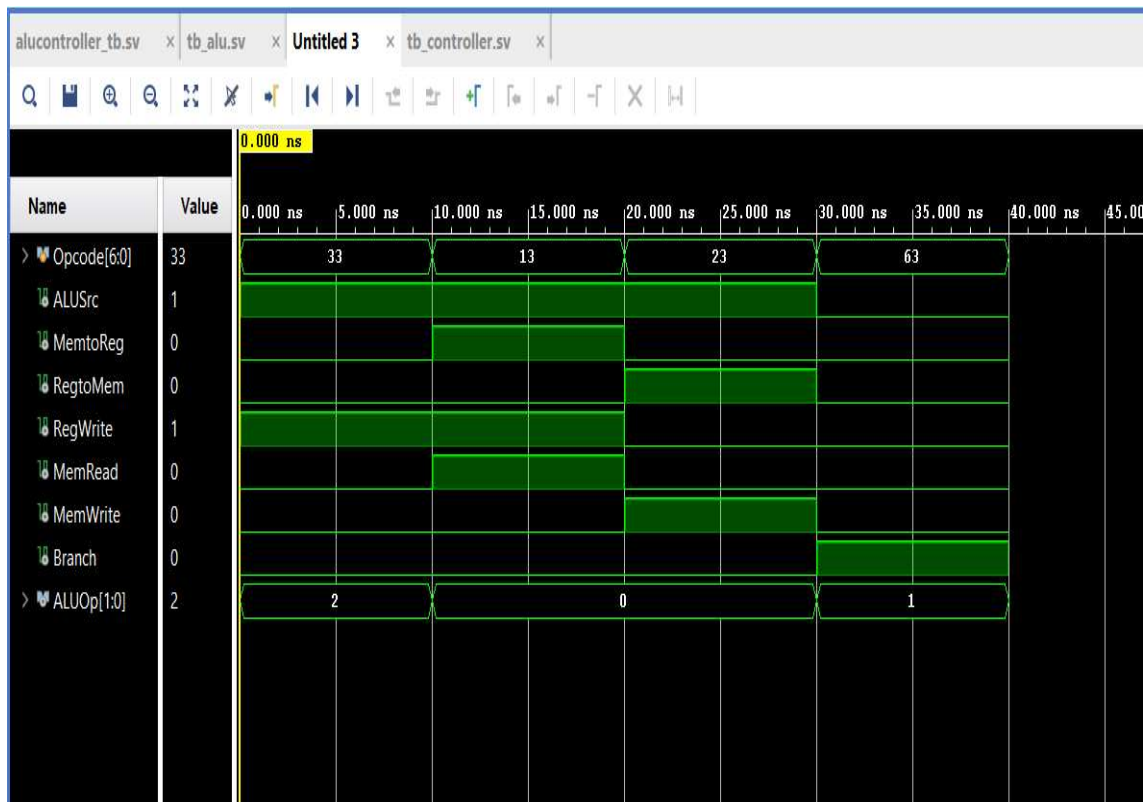 alucontroller_tb.sv × tb_alu.sv × Untitled 3 × tb_controller.sv ×
0.000 ns
Name Value 0.000 ns 5.000 ns 10.000 ns 15.000 ns 20.000 ns 25.000 ns 30.000 ns 35.000 ns 40.000 ns 45.00
Opcode[6:0] 33 33 13 23 63
ALUSrc 1
MemtoReg 0
RegtoMem 0
RegWrite 1
MemRead 0
MemWrite 0
Branch 0
ALUOp[1:0] 2 2 0 1